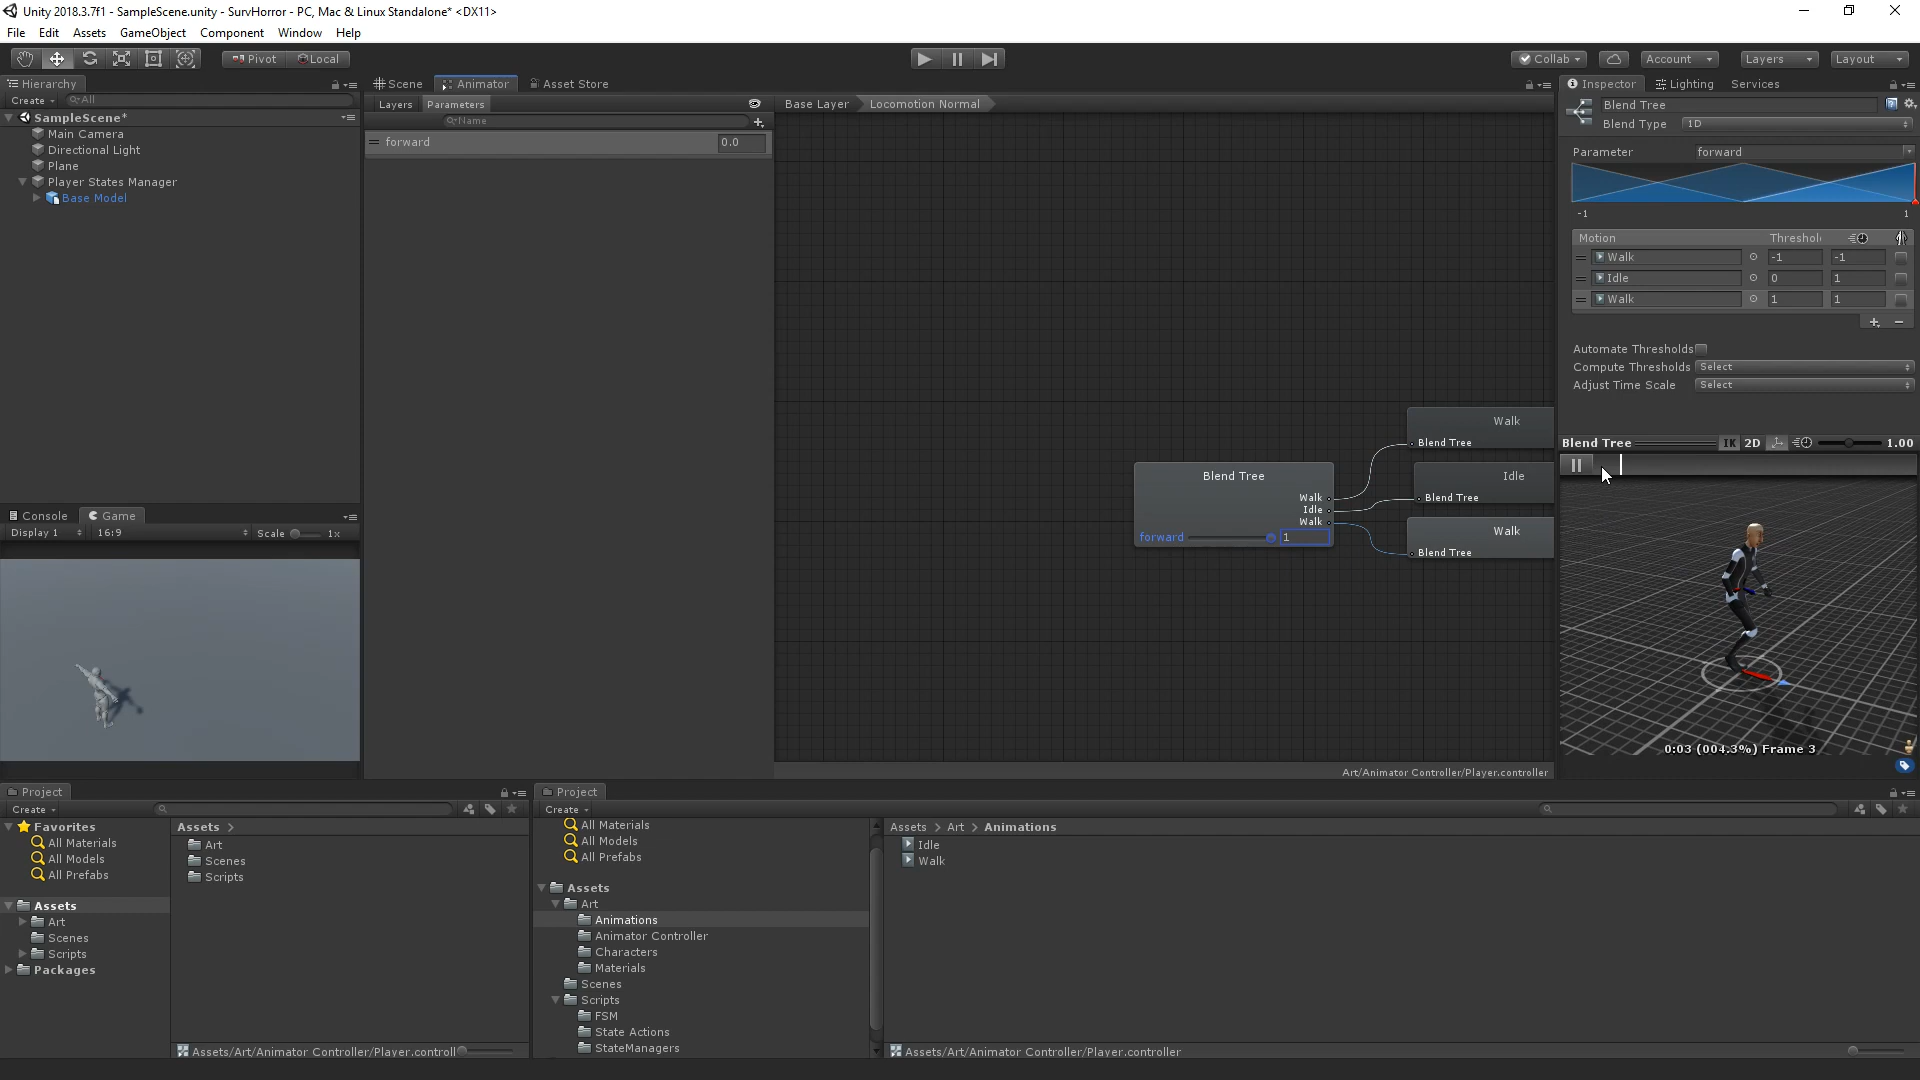 Unity 2018.3.7f1 - SampleScene.unity - SurvHorror - PC, Mac & Linux Standalone* <DX11>
File Edit Assets GameObject Component Window Help
Pivot Local
Collab Account Layers Layout
Hierarchy
Create All
SampleScene*
Main Camera
Directional Light
Plane
Player States Manager
Base Model
Scene Animator Asset Store
Layers Parameters
Name
forward 0.0
Base Layer Locomotion Normal
Blend Tree
Walk
Idle
Walk
forward 1
Walk
Blend Tree
Idle
Blend Tree
Walk
Blend Tree
Art/Animator Controller/Player.controller
Inspector Lighting Services
Blend Tree
Blend Type 1D
Parameter forward
-1 1
Motion Threshol
Walk -1 -1
Idle 0 1
Walk 1 1
Automate Thresholds
Compute Thresholds Select
Adjust Time Scale Select
Blend Tree IK 2D 1.00
0:03 (004.3%) Frame 3
Console Game
Display 1 16:9 Scale 1x
Project
Create
Favorites
All Materials
All Models
All Prefabs
Assets
Art
Scenes
Scripts
Packages
Assets >
Art
Scenes
Scripts
Assets/Art/Animator Controller/Player.controll
Project
Create
All Materials
All Models
All Prefabs
Assets
Art
Animations
Animator Controller
Characters
Materials
Scenes
Scripts
FSM
State Actions
StateManagers
Assets > Art > Animations
Idle
Walk
Assets/Art/Animator Controller/Player.controller